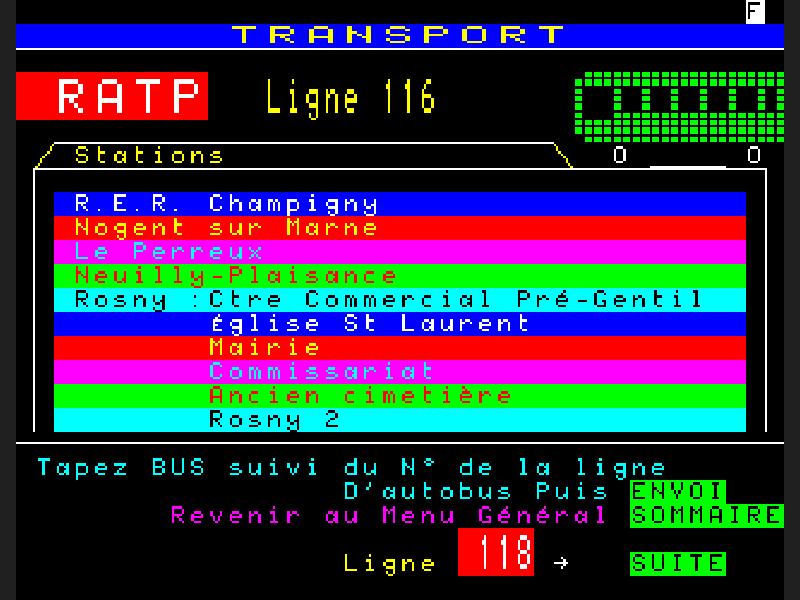 F
TRANSPORT
RATP Ligne 116
Stations
R.E.R. Champigny
Nogent sur Marne
Le Perreux
Neuilly-Plaisance
Rosny :Ctre Commercial Pré-Gentil
Église St Laurent
Mairie
Commissariat
Ancien cimetière
Rosny 2
Tapez BUS suivi du N° de la ligne
D'autobus Puis ENVOI
Revenir au Menu Général SOMMAIRE
Ligne 118 → SUITE